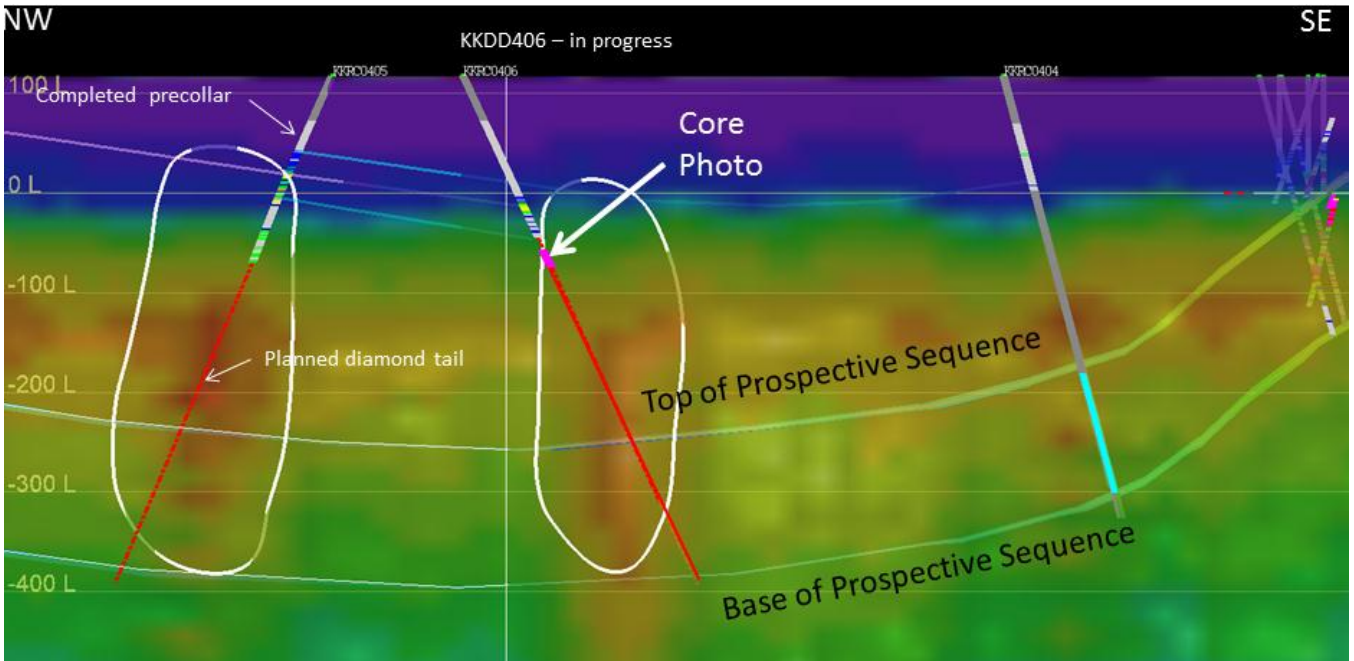 NW
SE
KKDD406 – in progress
KKRC0405
KKRC0406
KKRC0404
100 L
Completed precollar
Core
Photo
0 L
-100 L
Planned diamond tail
Top of Prospective Sequence
-200 L
-300 L
Base of Prospective Sequence
-400 L